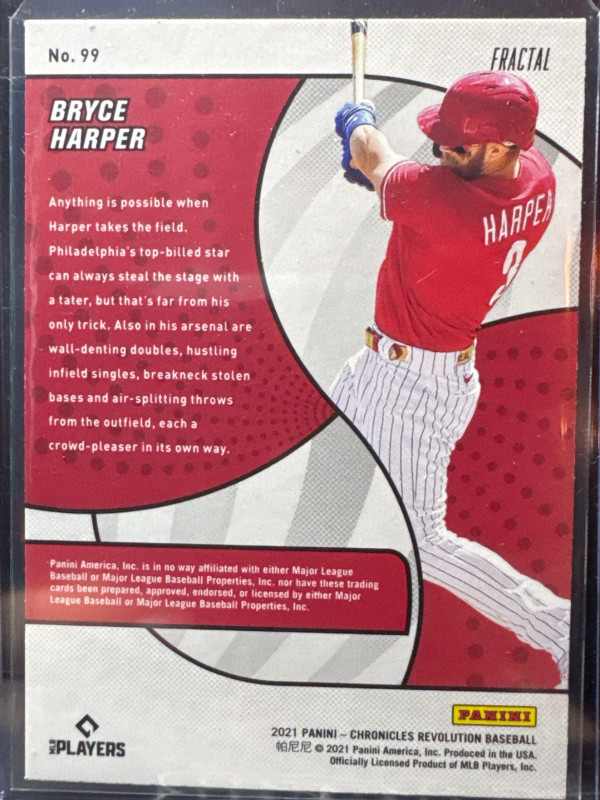 No. 99
FRACTAL
BRYCE
HARPER
HARPER
3
Anything is possible when
Harper takes the field.
Philadelphia's top-billed star
can always steal the stage with
a tater, but that's far from his
only trick. Also in his arsenal are
wall-denting doubles, hustling
infield singles, breakneck stolen
bases and air-splitting throws
from the outfield, each a
crowd-pleaser in its own way.
Panini America, Inc. is in no way affiliated with either Major League
Baseball or Major League Baseball Properties, Inc. nor have these trading
cards been prepared, approved, endorsed, or licensed by either Major
League Baseball or Major League Baseball Properties, Inc.
PANINI
MLB PLAYERS
2021 PANINI – CHRONICLES REVOLUTION BASEBALL
帕尼尼 © 2021 Panini America, Inc. Produced in the USA.
Officially Licensed Product of MLB Players, Inc.